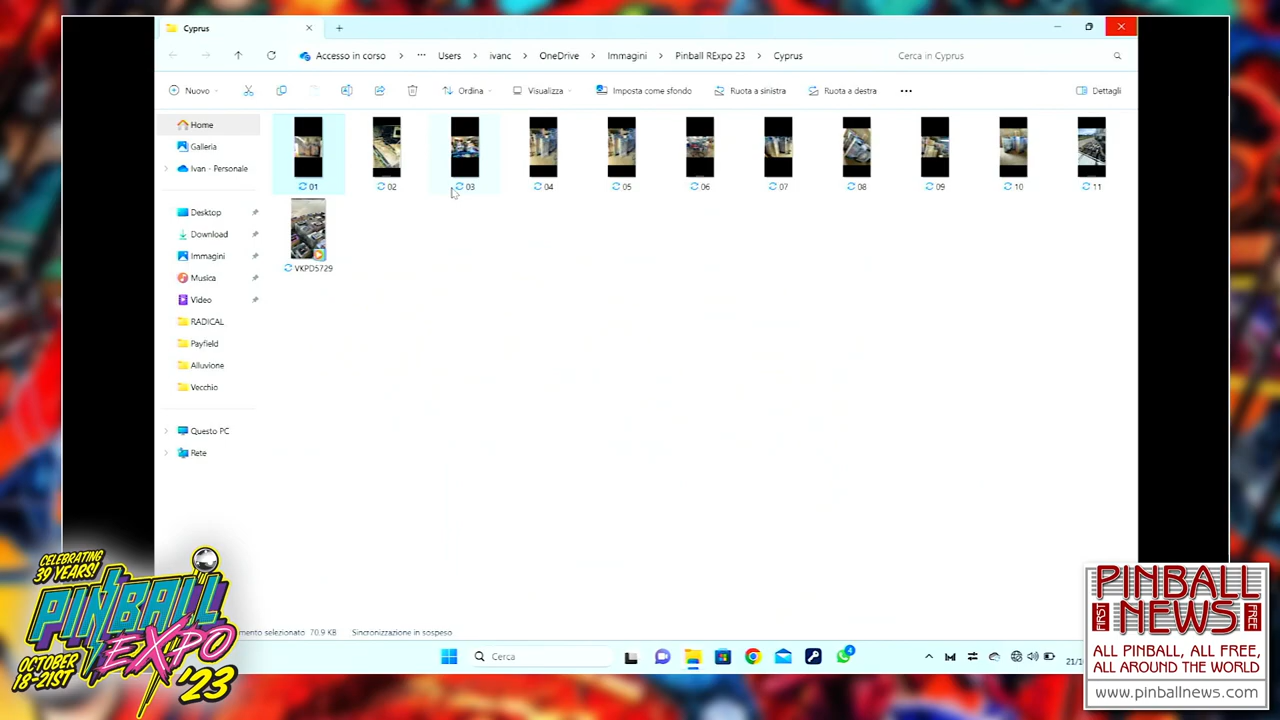 Cyprus
Accesso in corso > ... Users > ivanc > OneDrive > Immagini > Pinball RExpo 23 > Cyprus
Cerca in Cyprus
Nuovo Ordina Visualizza Imposta come sfondo Ruota a sinistra Ruota a destra ... Dettagli
Home
Galleria
Ivan - Personale
Desktop
Download
Immagini
Musica
Video
RADICAL
Payfield
Alluvione
Vecchio
Questo PC
Rete
01 02 03 04 05 06 07 08 09 10 11
VKPD5729
selezionato 70.9 KB Sincronizzazione in sospeso
Cerca
4
CELEBRATING
39 YEARS!
PINBALL
EXPO
OCTOBER
18-21ST
'23
PINBALL
FIRST NEWS FREE
ALL PINBALL, ALL FREE,
ALL AROUND THE WORLD
www.pinballnews.com